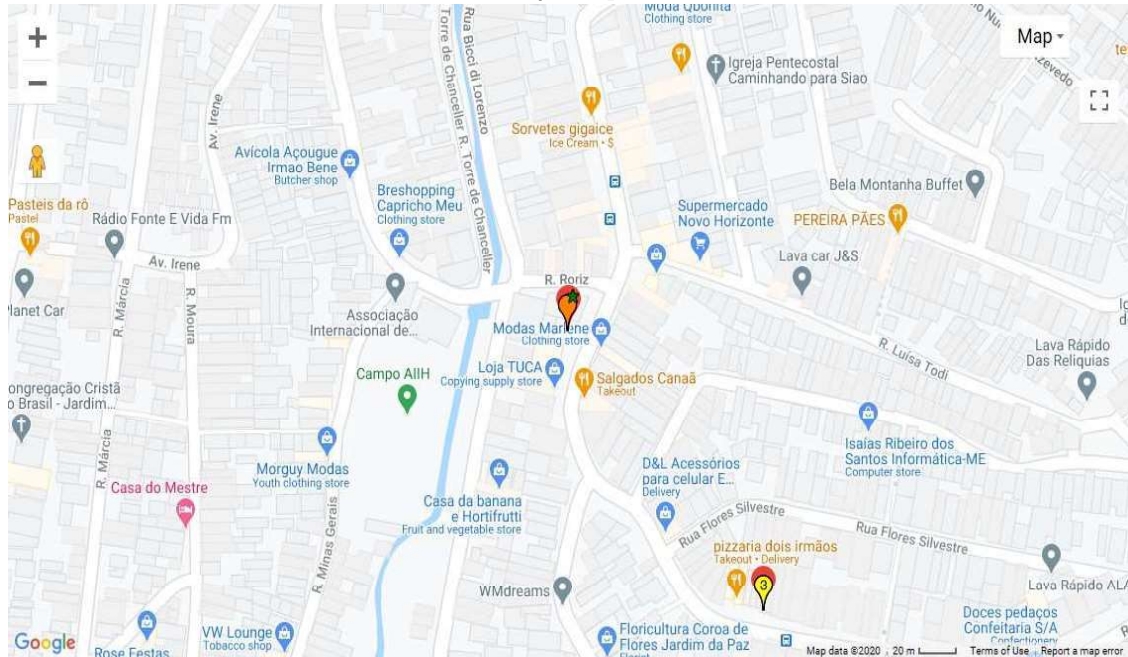 Moda Qbonita
Clothing store
Map
+
−
Igreja Pentecostal
Caminhando para Siao
Rua Bicci di Lorenzo
Torre de Chanceller
R. Torre de Chanceller
Sorvetes gigaice
Ice Cream • $
Av. Irene
Avícola Açougue
Irmao Bene
Butcher shop
Breshopping
Capricho Meu
Clothing store
Bela Montanha Buffet
Pasteis da rô
Pastel
Rádio Fonte E Vida Fm
Supermercado
Novo Horizonte
PEREIRA PÃES
Av. Irene
Lava car J&S
R. Roriz
Planet Car
R. Márcia
R. Moura
Associação
Internacional de...
Modas Marlene
Clothing store
R. Luísa Todi
Lava Rápido
Das Reliquias
Campo AIIH
Loja TUCA
Copying supply store
Salgados Canaã
Takeout
ongregação Cristã
o Brasil - Jardim...
Isaías Ribeiro dos
Santos Informática-ME
Computer store
R. Márcia
Morguy Modas
Youth clothing store
D&L Acessórios
para celular E...
Delivery
Casa do Mestre
Casa da banana
e Hortifrutti
Fruit and vegetable store
Rua Flores Silvestre
Rua Flores Silvestre
pizzaria dois irmãos
Takeout • Delivery
3
R. Minas Gerais
WMdreams
Lava Rápido ALA
Doces pedaços
Confeitaria S/A
Confectionery
VW Lounge
Tobacco shop
Floricultura Coroa de
Flores Jardim da Paz
Florist
Rose Festas
Google
Map data ©2020
20 m
Terms of Use
Report a map error